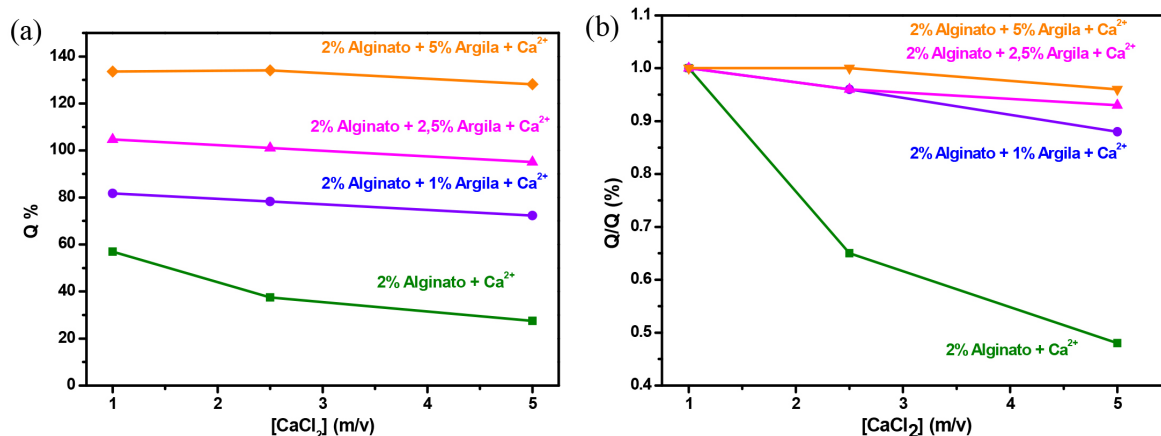 (a)
140
120
100
80
60
40
20
0
Q %
2% Alginato + 5% Argila + Ca²⁺
2% Alginato + 2,5% Argila + Ca²⁺
2% Alginato + 1% Argila + Ca²⁺
2% Alginato + Ca²⁺
1 2 3 4 5
[CaCl₂] (m/v)
(b)
1.1
1.0
0.9
0.8
0.7
0.6
0.5
0.4
Q/Q (%)
2% Alginato + 5% Argila + Ca²⁺
2% Alginato + 2,5% Argila + Ca²⁺
2% Alginato + 1% Argila + Ca²⁺
2% Alginato + Ca²⁺
1 2 3 4 5
[CaCl₂] (m/v)